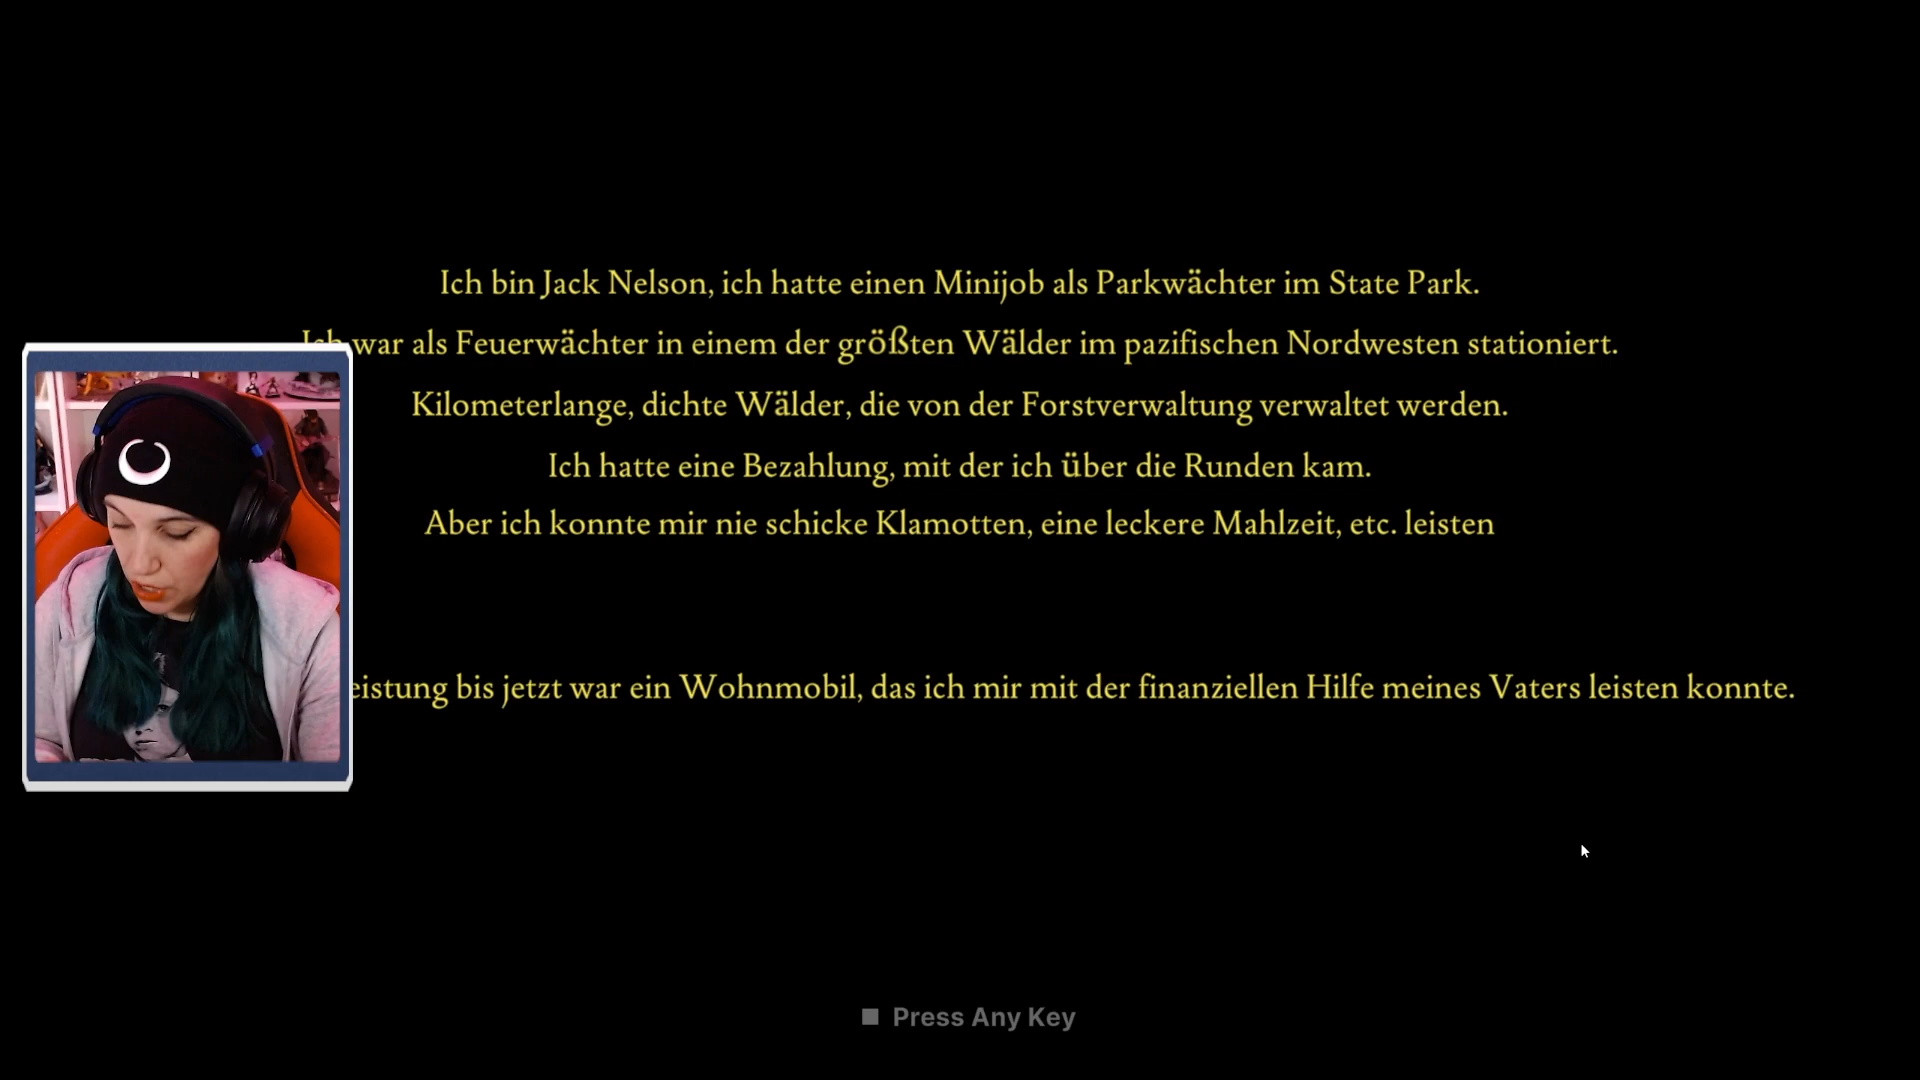 Ich bin Jack Nelson, ich hatte einen Minijob als Parkwächter im State Park.
Ich war als Feuerwächter in einem der größten Wälder im pazifischen Nordwesten stationiert.
Kilometerlange, dichte Wälder, die von der Forstverwaltung verwaltet werden.
Ich hatte eine Bezahlung, mit der ich über die Runden kam.
Aber ich konnte mir nie schicke Klamotten, eine leckere Mahlzeit, etc. leisten
bis jetzt war ein Wohnmobil, das ich mir mit der finanziellen Hilfe meines Vaters leisten konnte.
Press Any Key